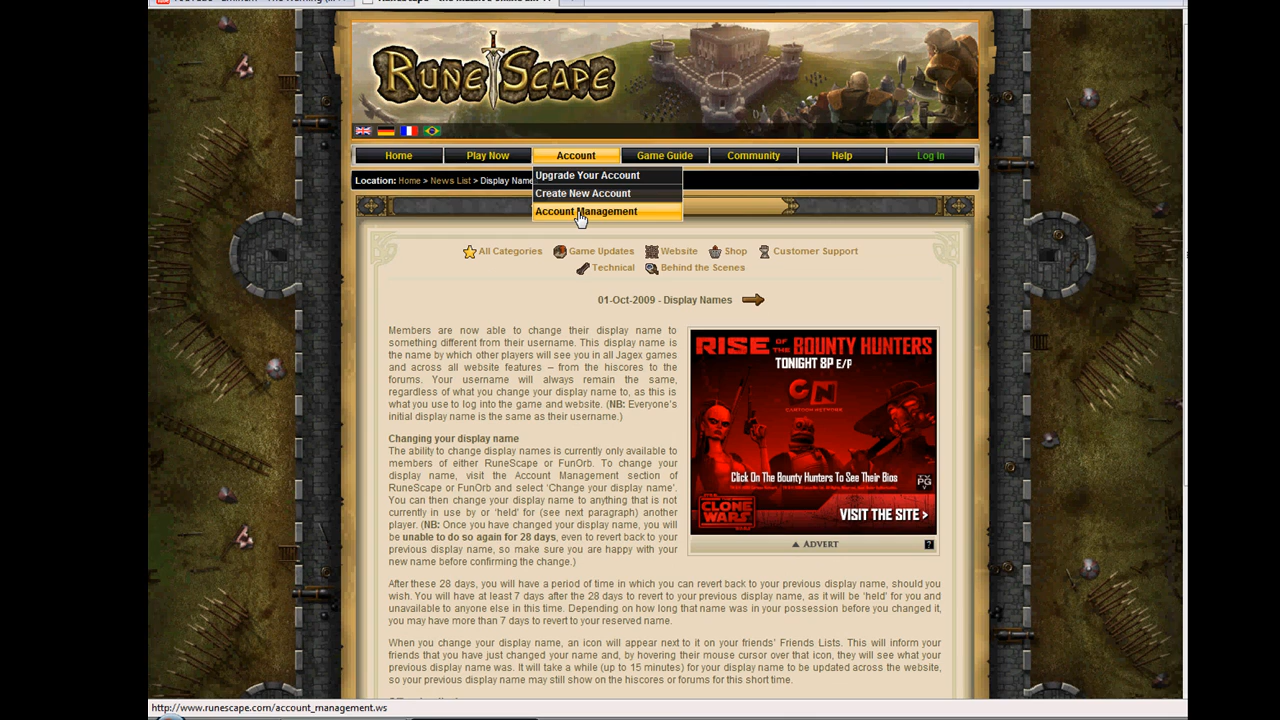 RUNESCAPE
Home
Play Now
Account
Game Guide
Community
Help
Log In
Location: Home > News List > Display Name
Upgrade Your Account
Create New Account
Account Management
All Categories
Game Updates
Website
Shop
Customer Support
Technical
Behind the Scenes
01-Oct-2009 - Display Names
Members are now able to change their display name to
something different from their username. This display name is
the name by which other players will see you in all Jagex games
and across all website features – from the hiscores to the
forums. Your username will always remain the same,
regardless of what you change your display name to, as this is
what you use to log into the game and website. (NB: Everyone's
initial display name is the same as their username.)
Changing your display name
The ability to change display names is currently only available to
members of either RuneScape or FunOrb. To change your
display name, visit the Account Management section of
RuneScape or FunOrb and select 'Change your display name'.
You can then change your display name to anything that is not
currently in use by or 'held' for (see next paragraph) another
player. (NB: Once you have changed your display name, you will
be unable to do so again for 28 days, even to revert back to your
previous display name, so make sure you are happy with your
new name before confirming the change.)
RISE OF THE BOUNTY HUNTERS
TONIGHT 8P E/P
CN
CARTOON NETWORK
Click On The Bounty Hunters To See Their Bios
TV
PG
STAR WARS
CLONE
WARS
VISIT THE SITE >
ADVERT
?
After these 28 days, you will have a period of time in which you can revert back to your previous display name, should you
wish. You will have at least 7 days after the 28 days to revert to your previous display name, as it will be 'held' for you and
unavailable to anyone else in this time. Depending on how long that name was in your possession before you changed it,
you may have more than 7 days to revert to your reserved name.
When you change your display name, an icon will appear next to it on your friends' Friends Lists. This will inform your
friends that you have just changed your name and, by hovering their mouse cursor over that icon, they will see what your
previous display name was. It will take a while (up to 15 minutes) for your display name to be updated across the website,
so your previous display name may still show on the hiscores or forums for this short time.
http://www.runescape.com/account_management.ws